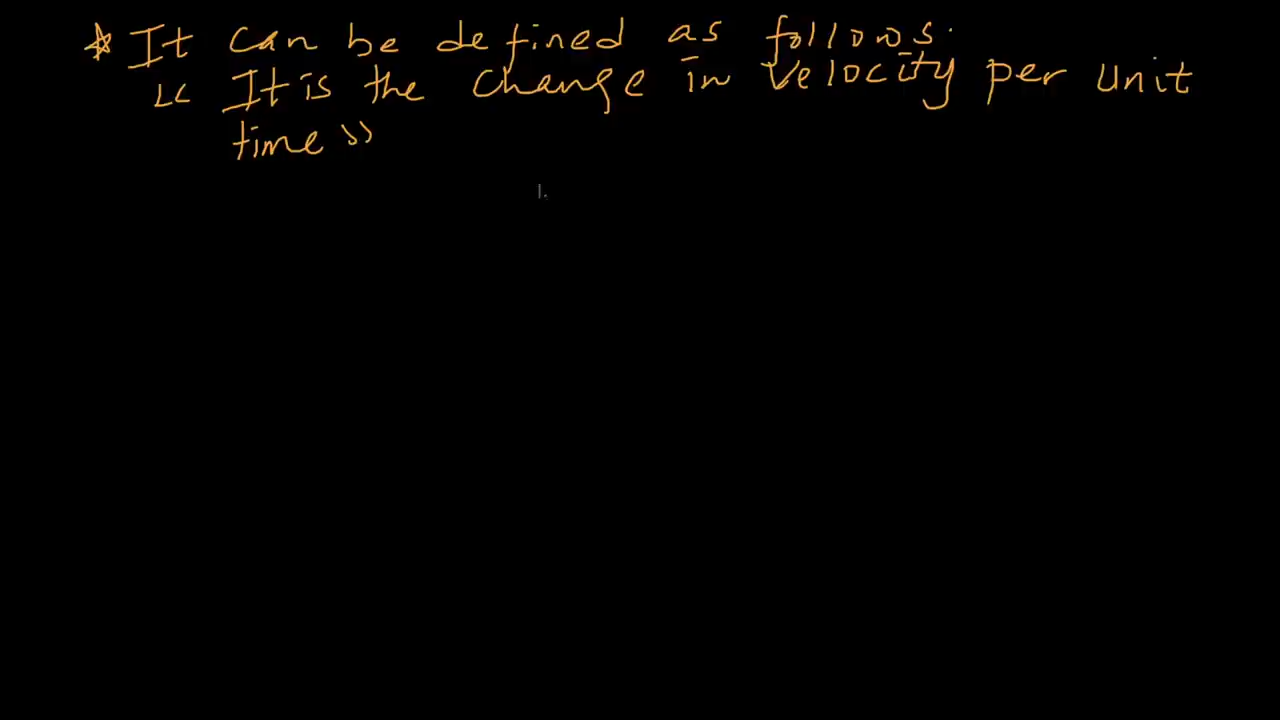 * It can be defined as follows.
<< It is the change in velocity per unit
time >>